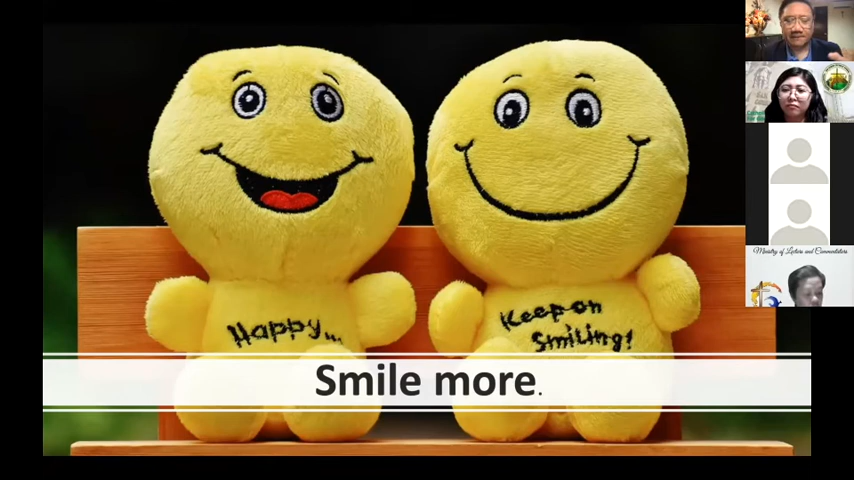 Happy...
Keep on
Smiling!
Smile more.
Ministry of Lectors and Commentators